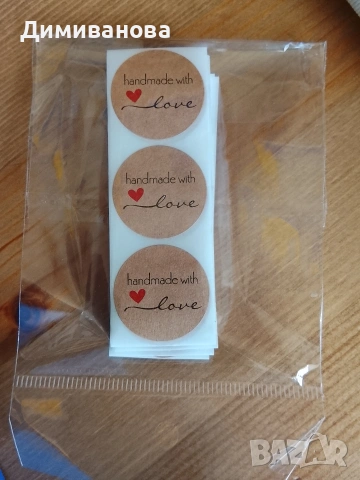 Димиванова
handmade with
love
handmade with
love
handmade with
love
BAZAR